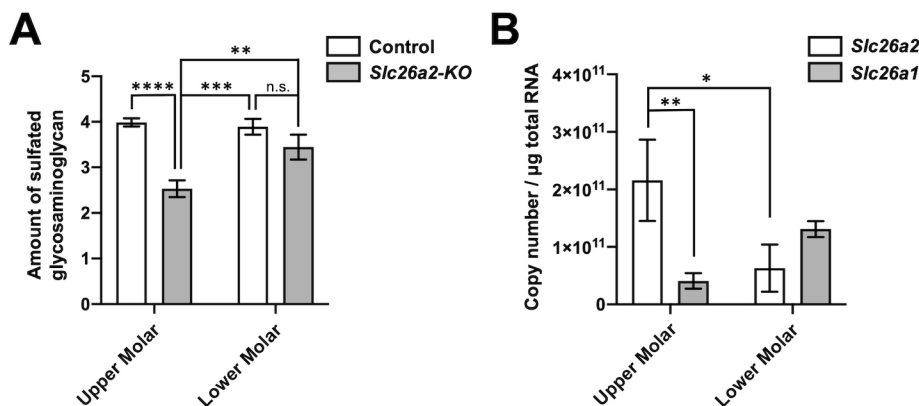 A
Control
Slc26a2-KO
Amount of sulfated
glycosaminoglycan
5
4
3
2
1
0
****
***
**
n.s.
Upper Molar
Lower Molar
B
Slc26a2
Slc26a1
Copy number / µg total RNA
4×10¹¹
3×10¹¹
2×10¹¹
1×10¹¹
0
**
*
Upper Molar
Lower Molar